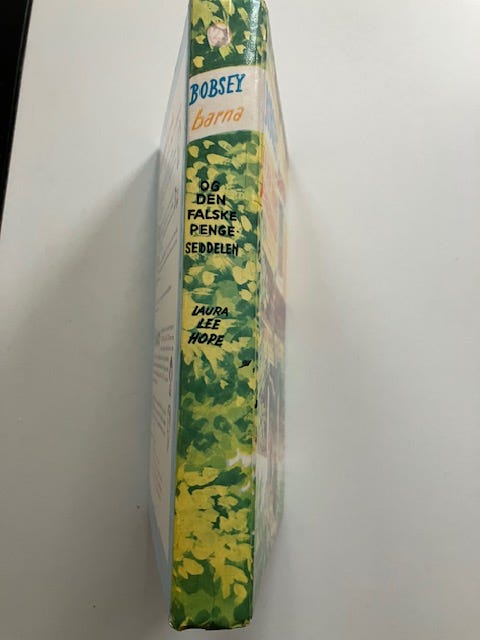 BOBSEY
barna
OG
DEN
FALSKE
PENGE-
SEDDELEN
LAURA
LEE
HOPE